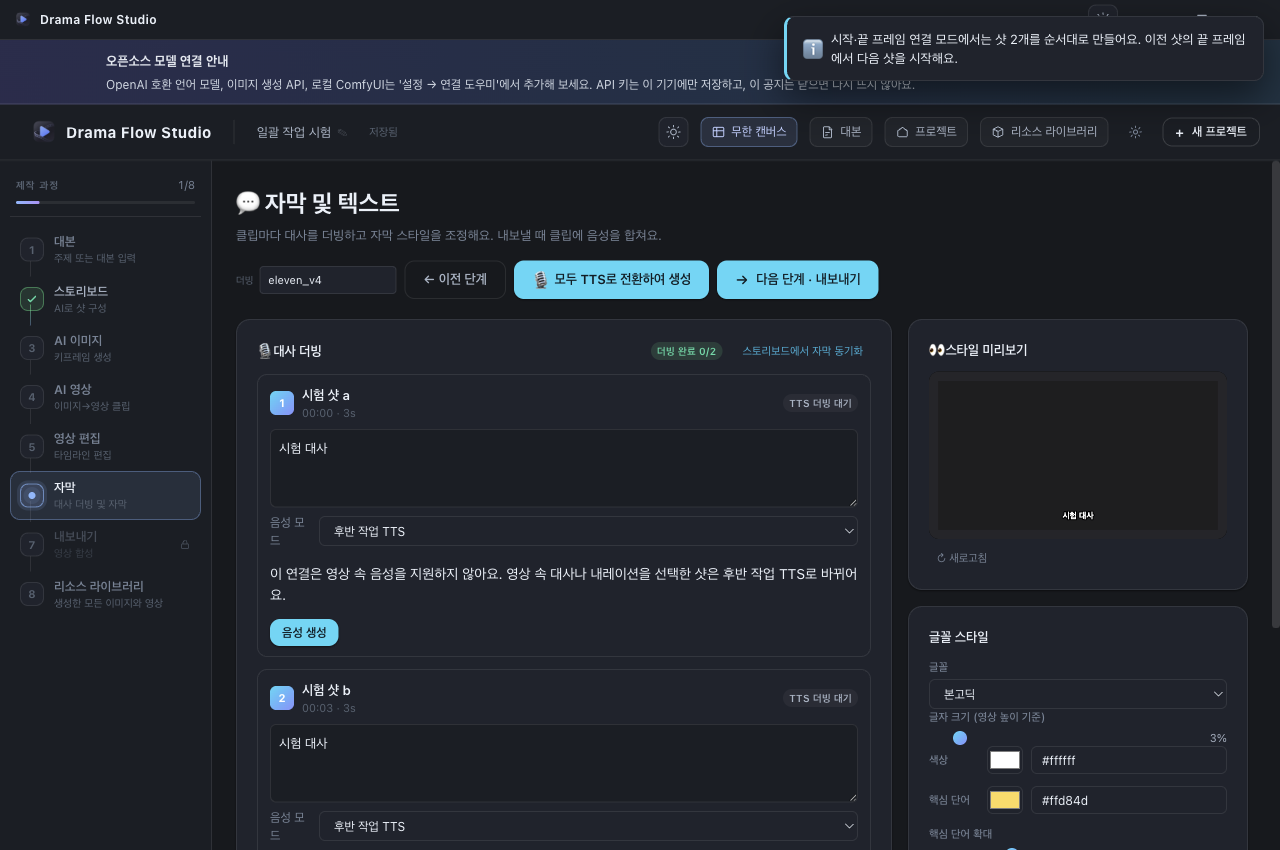 Drama Flow Studio
시작·끝 프레임 연결 모드에서는 샷 2개를 순서대로 만들어요. 이전 샷의 끝 프레임
에서 다음 샷을 시작해요.
오픈소스 모델 연결 안내
OpenAI 호환 언어 모델, 이미지 생성 API, 로컬 ComfyUI는 '설정 → 연결 도우미'에서 추가해 보세요. API 키는 이 기기에만 저장하고, 이 공지는 닫으면 다시 뜨지 않아요.
Drama Flow Studio
일괄 작업 시험
저장됨
무한 캔버스
대본
프로젝트
리소스 라이브러리
+ 새 프로젝트
제작 과정
1/8
1
대본
주제 또는 대본 입력
스토리보드
AI로 샷 구성
3
AI 이미지
키프레임 생성
4
AI 영상
이미지→영상 클립
5
영상 편집
타임라인 편집
자막
대사 더빙 및 자막
7
내보내기
영상 합성
8
리소스 라이브러리
생성한 모든 이미지와 영상
💬 자막 및 텍스트
클립마다 대사를 더빙하고 자막 스타일을 조정해요. 내보낼 때 클립에 음성을 합쳐요.
더빙
eleven_v4
← 이전 단계
🎙️ 모두 TTS로 전환하여 생성
→ 다음 단계 · 내보내기
🎙️대사 더빙
더빙 완료 0/2
스토리보드에서 자막 동기화
1
시험 샷 a
00:00 · 3s
TTS 더빙 대기
시험 대사
음성 모
드
후반 작업 TTS
이 연결은 영상 속 음성을 지원하지 않아요. 영상 속 대사나 내레이션을 선택한 샷은 후반 작업 TTS로 바뀌어
요.
음성 생성
2
시험 샷 b
00:03 · 3s
TTS 더빙 대기
시험 대사
음성 모
드
후반 작업 TTS
👀스타일 미리보기
시험 대사
↻ 새로고침
글꼴 스타일
글꼴
본고딕
글자 크기 (영상 높이 기준)
3%
색상
#ffffff
핵심 단어
#ffd84d
핵심 단어 확대